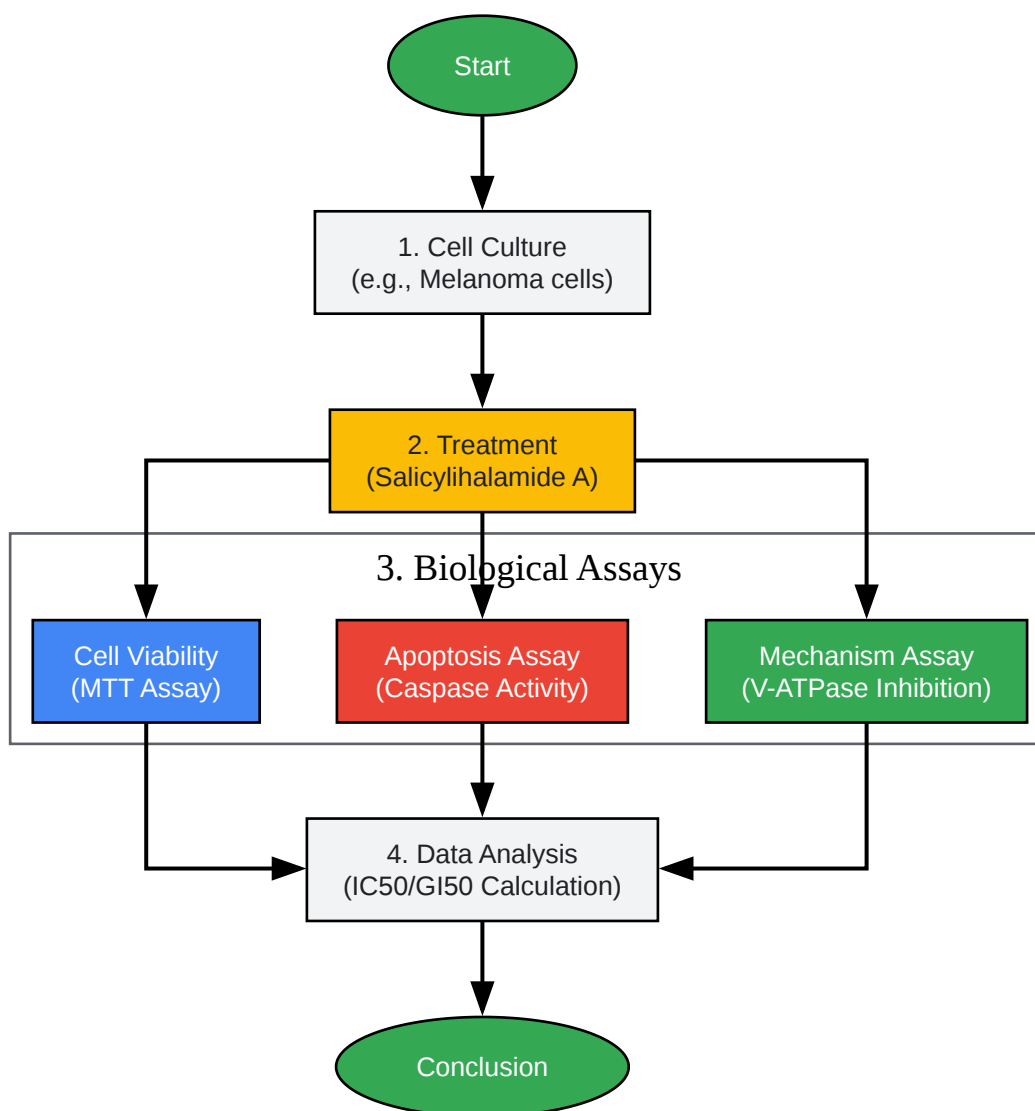 Start
1. Cell Culture
(e.g., Melanoma cells)
2. Treatment
(Salicylihalamide A)
3. Biological Assays
Cell Viability
(MTT Assay)
Apoptosis Assay
(Caspase Activity)
Mechanism Assay
(V-ATPase Inhibition)
4. Data Analysis
(IC50/GI50 Calculation)
Conclusion